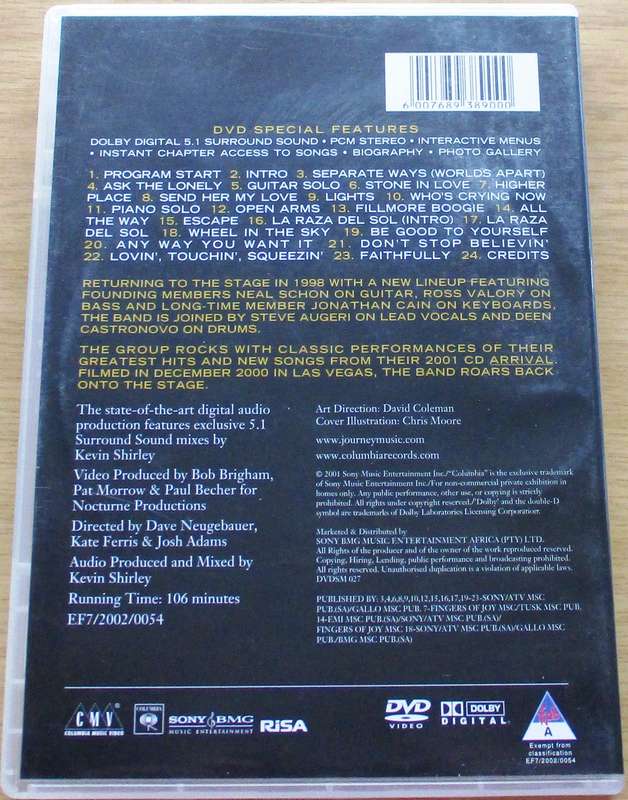 6 007689 389000
DVD SPECIAL FEATURES
DOLBY DIGITAL 5.1 SURROUND SOUND • PCM STEREO • INTERACTIVE MENUS
• INSTANT CHAPTER ACCESS TO SONGS • BIOGRAPHY • PHOTO GALLERY
1. PROGRAM START 2. INTRO 3. SEPARATE WAYS (WORLDS APART)
4. ASK THE LONELY 5. GUITAR SOLO 6. STONE IN LOVE 7. HIGHER
PLACE 8. SEND HER MY LOVE 9. LIGHTS 10. WHO'S CRYING NOW
11. PIANO SOLO 12. OPEN ARMS 13. FILLMORE BOOGIE 14. ALL
THE WAY 15. ESCAPE 16. LA RAZA DEL SOL (INTRO) 17. LA RAZA
DEL SOL 18. WHEEL IN THE SKY 19. BE GOOD TO YOURSELF
20. ANY WAY YOU WANT IT 21. DON'T STOP BELIEVIN'
22. LOVIN', TOUCHIN', SQUEEZIN' 23. FAITHFULLY 24. CREDITS
RETURNING TO THE STAGE IN 1998 WITH A NEW LINEUP FEATURING
FOUNDING MEMBERS NEAL SCHON ON GUITAR, ROSS VALORY ON
BASS AND LONG-TIME MEMBER JONATHAN CAIN ON KEYBOARDS,
THE BAND IS JOINED BY STEVE AUGERI ON LEAD VOCALS AND DEEN
CASTRONOVO ON DRUMS.
THE GROUP ROCKS WITH CLASSIC PERFORMANCES OF THEIR
GREATEST HITS AND NEW SONGS FROM THEIR 2001 CD ARRIVAL.
FILMED IN DECEMBER 2000 IN LAS VEGAS, THE BAND ROARS BACK
ONTO THE STAGE.
The state-of-the-art digital audio
production features exclusive 5.1
Surround Sound mixes by
Kevin Shirley
Video Produced by Bob Brigham,
Pat Morrow & Paul Becher for
Nocturne Productions
Directed by Dave Neugebauer,
Kate Ferris & Josh Adams
Audio Produced and Mixed by
Kevin Shirley
Running Time: 106 minutes
EF7/2002/0054
Art Direction: David Coleman
Cover Illustration: Chris Moore
www.journeymusic.com
www.columbiarecords.com
© 2001 Sony Music Entertainment Inc./"Columbia" is the exclusive trademark
of Sony Music Entertainment Inc./For non-commercial private exhibition in
homes only. Any public performance, other use, or copying is strictly
prohibited. All rights under copyright reserved./"Dolby" and the double-D
symbol are trademarks of Dolby Laboratories Licensing Corporation.
Marketed & Distributed by
SONY BMG MUSIC ENTERTAINMENT AFRICA (PTY) LTD.
All Rights of the producer and of the owner of the work reproduced reserved.
Copying, Hiring, Lending, public performance and broadcasting prohibited.
All rights reserved. Unauthorised duplication is a violation of applicable laws.
DVDSM 027
PUBLISHED BY: 3,4,6,8,9,10,12,15,16,17,19-23-SONY/ATV MSC
PUB.(SA)/GALLO MSC PUB. 7-FINGERS OF JOY MSC/TUSK MSC PUB.
14-EMI MSC PUB.(SA)/SONY/ATV MSC PUB.(SA)/
FINGERS OF JOY MSC 18-SONY/ATV MSC PUB.(SA)/GALLO MSC
PUB./BMG MSC PUB.(SA)
CMV
COLUMBIA MUSIC VIDEO
COLUMBIA
SONY BMG
MUSIC ENTERTAINMENT
RiSA
DVD
VIDEO
DOLBY
DIGITAL
A
Exempt from
classification
EF7/2002/0054